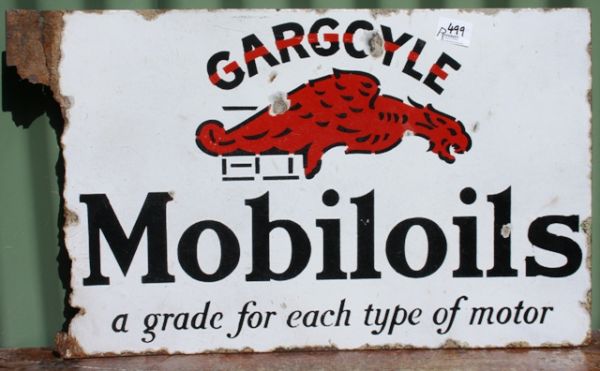 GARGOYLE
499
Mobiloils
a grade for each type of motor